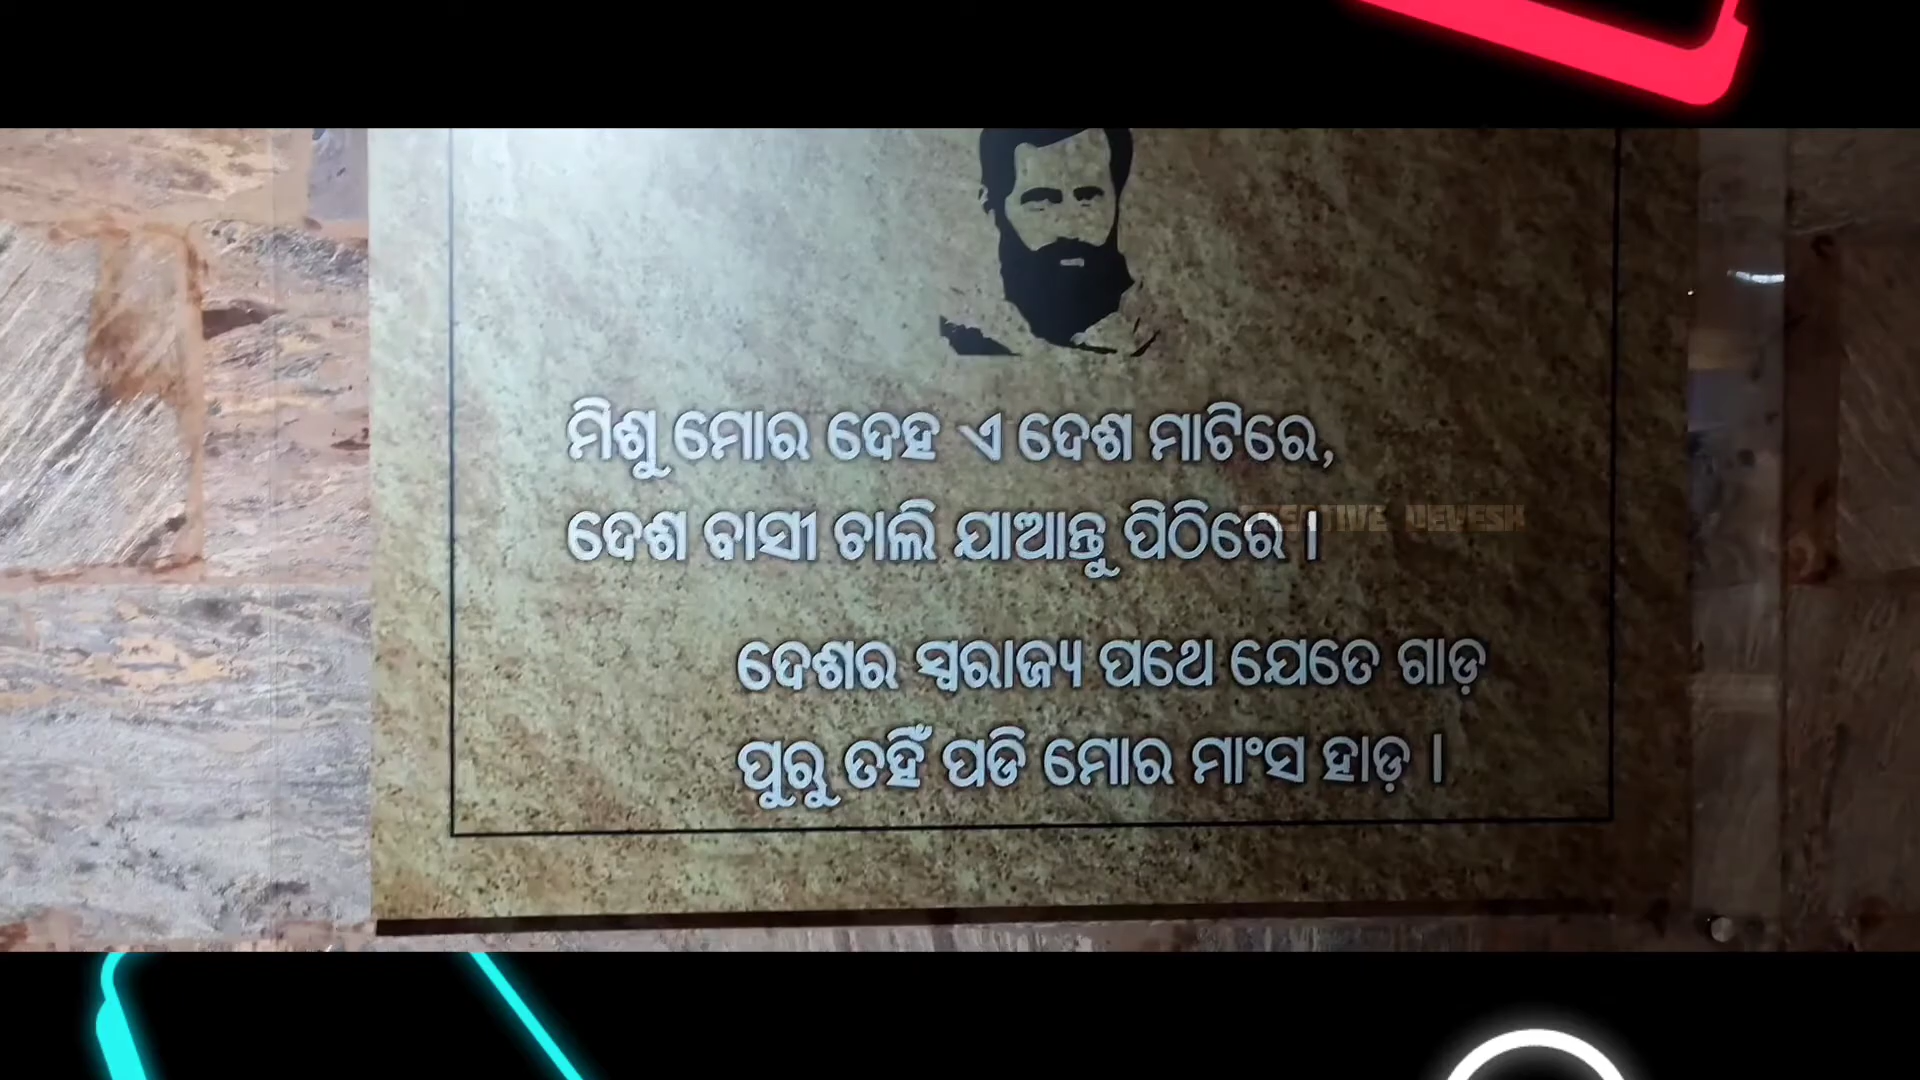 ମିଶୁ ମୋର ଦେହ ଏ ଦେଶ ମାଟିରେ,
ଦେଶ ବାସୀ ଚାଲି ଯାଆନ୍ତୁ ପିଠିରେ ।
ଦେଶର ସ୍ୱରାଜ୍ୟ ପଥେ ଯେତେ ଗାଡ଼
ପୁରୁ ତହିଁ ପଡି ମୋର ମାଂସ ହାଡ଼ ।